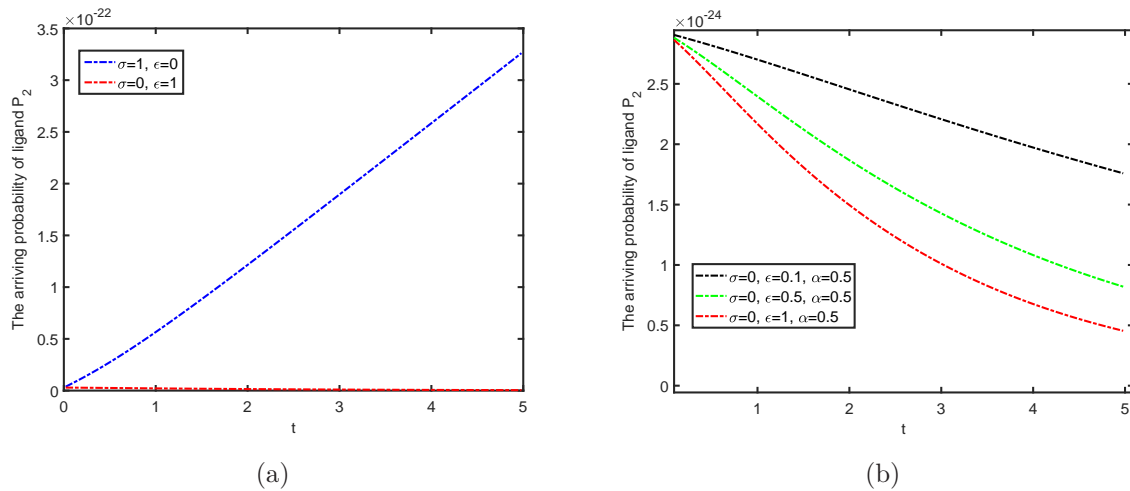 ×10-22
3.5
3
3.5
2
1.5
1
0.5
0
0
1
2
3
4
5
t
The arriving probability of ligand P2
σ=1, ϵ=0
σ=0, ϵ=1
(a)
×10-24
2.5
2
1.5
1
0.5
0
1
2
3
4
5
t
The arriving probability of ligand P2
σ=0, ϵ=0.1, α=0.5
σ=0, ϵ=0.5, α=0.5
σ=0, ϵ=1, α=0.5
(b)